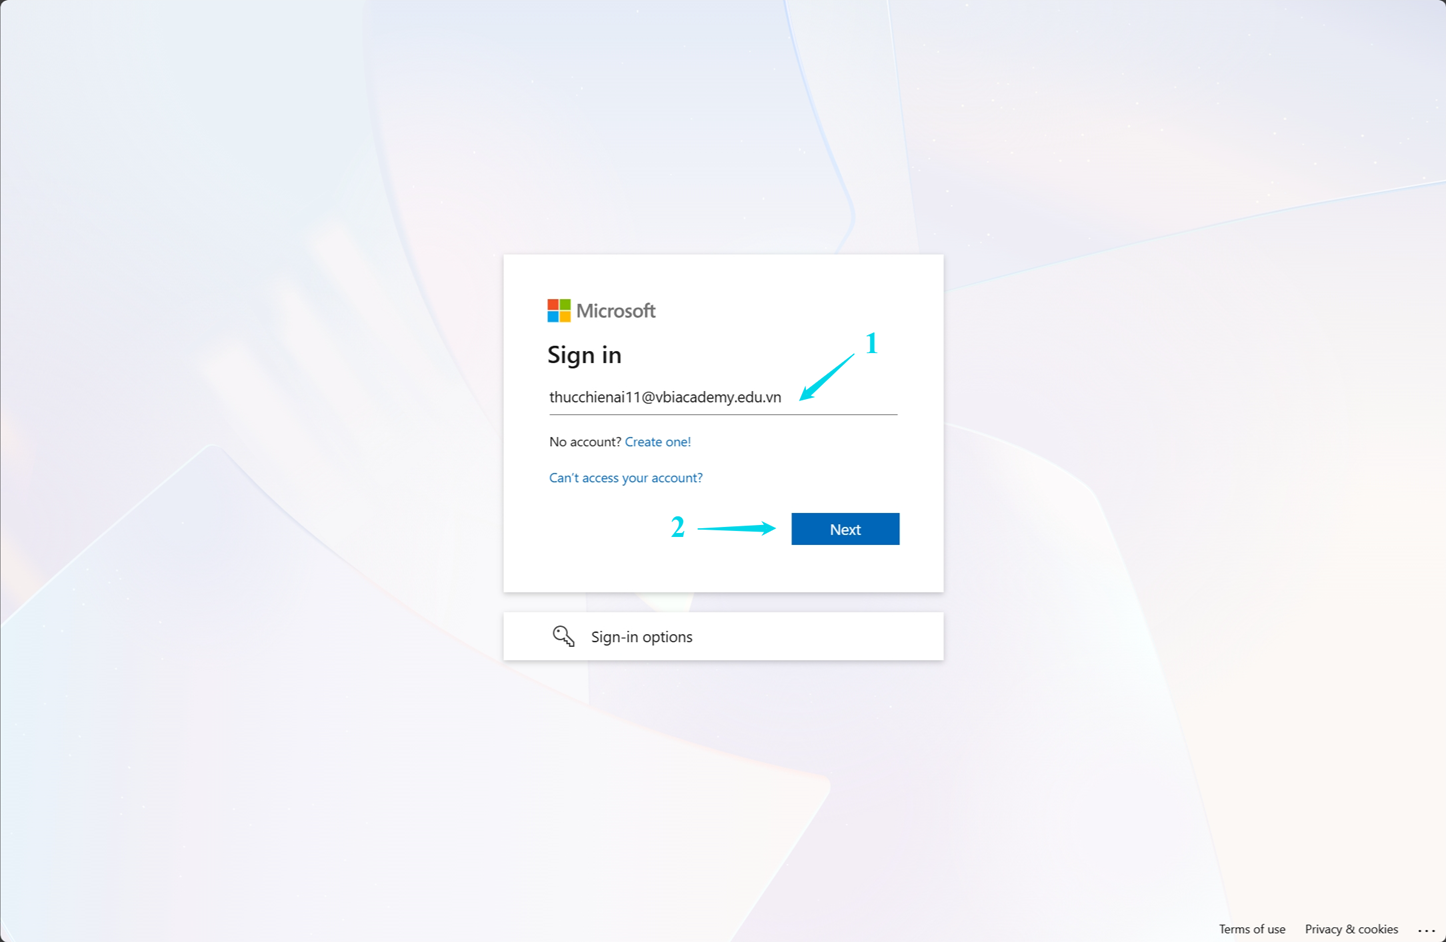 Microsoft
Sign in
1
thucchienai11@vbiacademy.edu.vn
No account? Create one!
Can't access your account?
2
Next
Sign-in options
Terms of use
Privacy & cookies
...